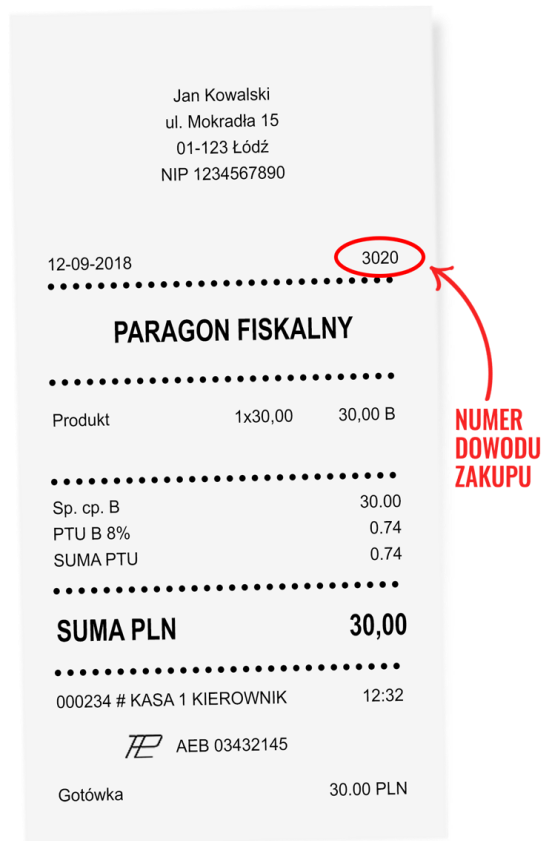 Jan Kowalski
ul. Mokradła 15
01-123 Łódź
NIP 1234567890
12-09-2018 3020
PARAGON FISKALNY
Produkt 1x30,00 30,00 B
NUMER
DOWODU
ZAKUPU
Sp. cp. B 30.00
PTU B 8% 0.74
SUMA PTU 0.74
SUMA PLN 30,00
000234 # KASA 1 KIEROWNIK 12:32
AEB 03432145
Gotówka 30.00 PLN